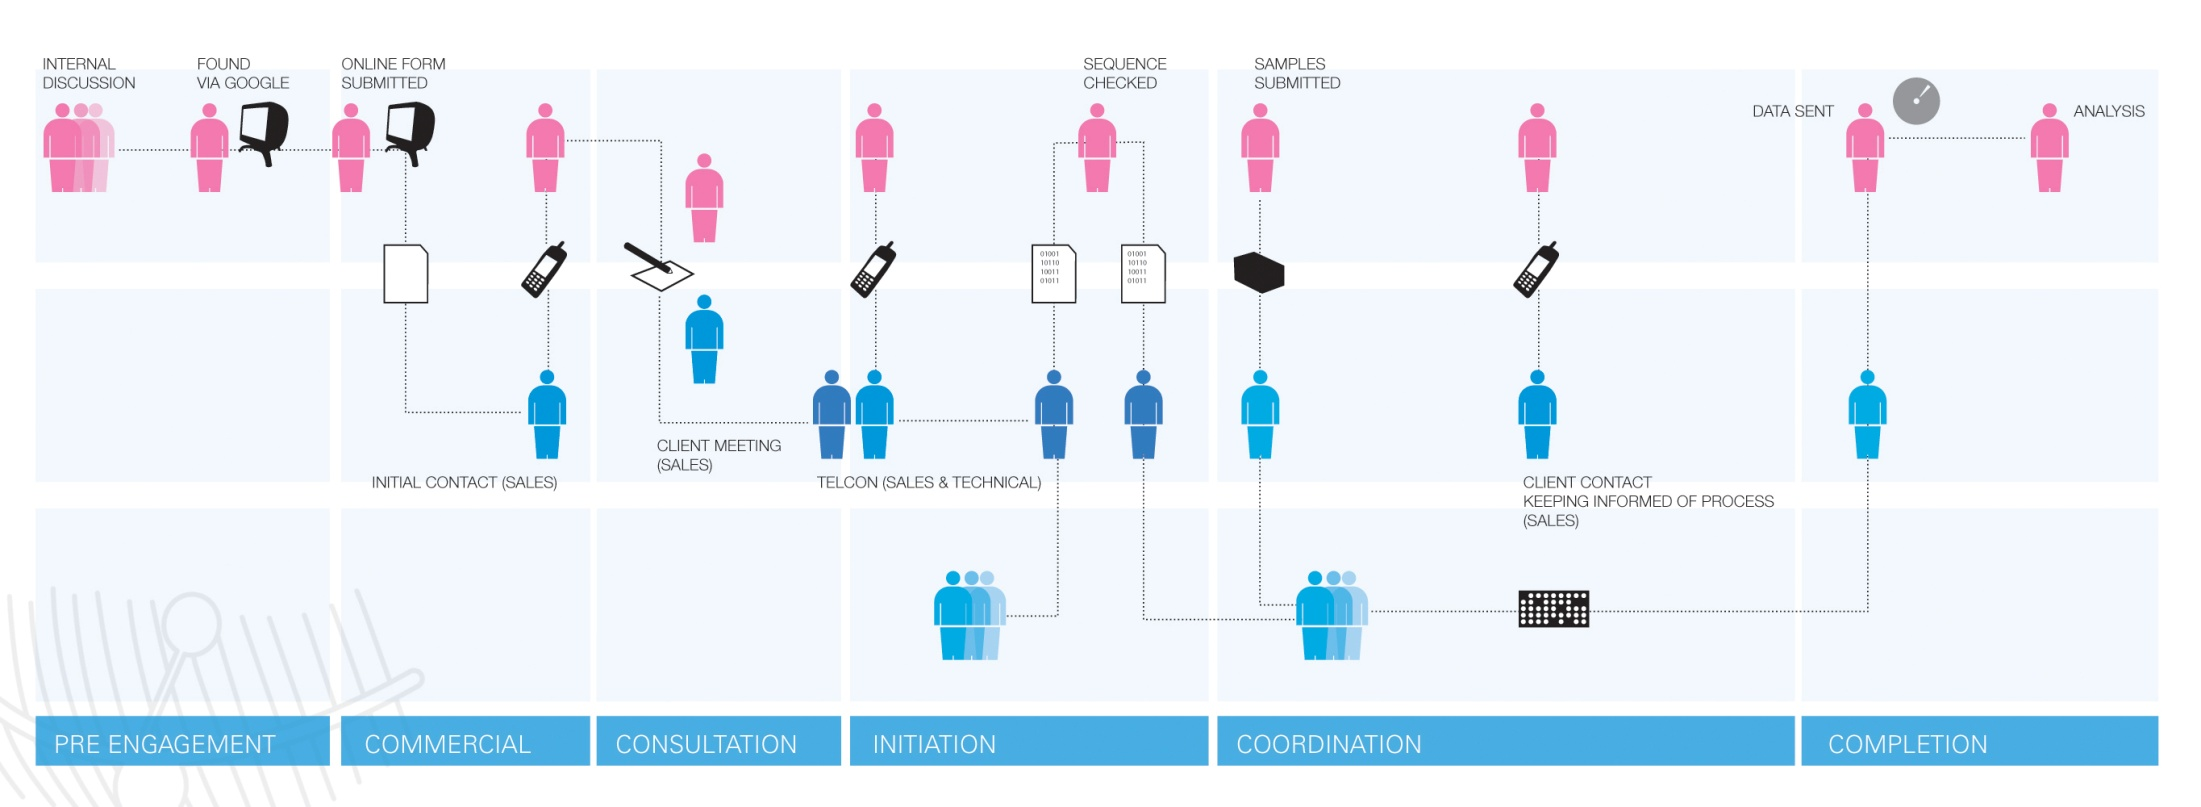 INTERNAL
DISCUSSION
FOUND
VIA GOOGLE
ONLINE FORM
SUBMITTED
SEQUENCE
CHECKED
SAMPLES
SUBMITTED
DATA SENT
ANALYSIS
01001
10110
10011
01011
01001
10110
10011
01011
CLIENT MEETING
(SALES)
INITIAL CONTACT (SALES)
TELCON (SALES & TECHNICAL)
CLIENT CONTACT
KEEPING INFORMED OF PROCESS
(SALES)
PRE ENGAGEMENT
COMMERCIAL
CONSULTATION
INITIATION
COORDINATION
COMPLETION